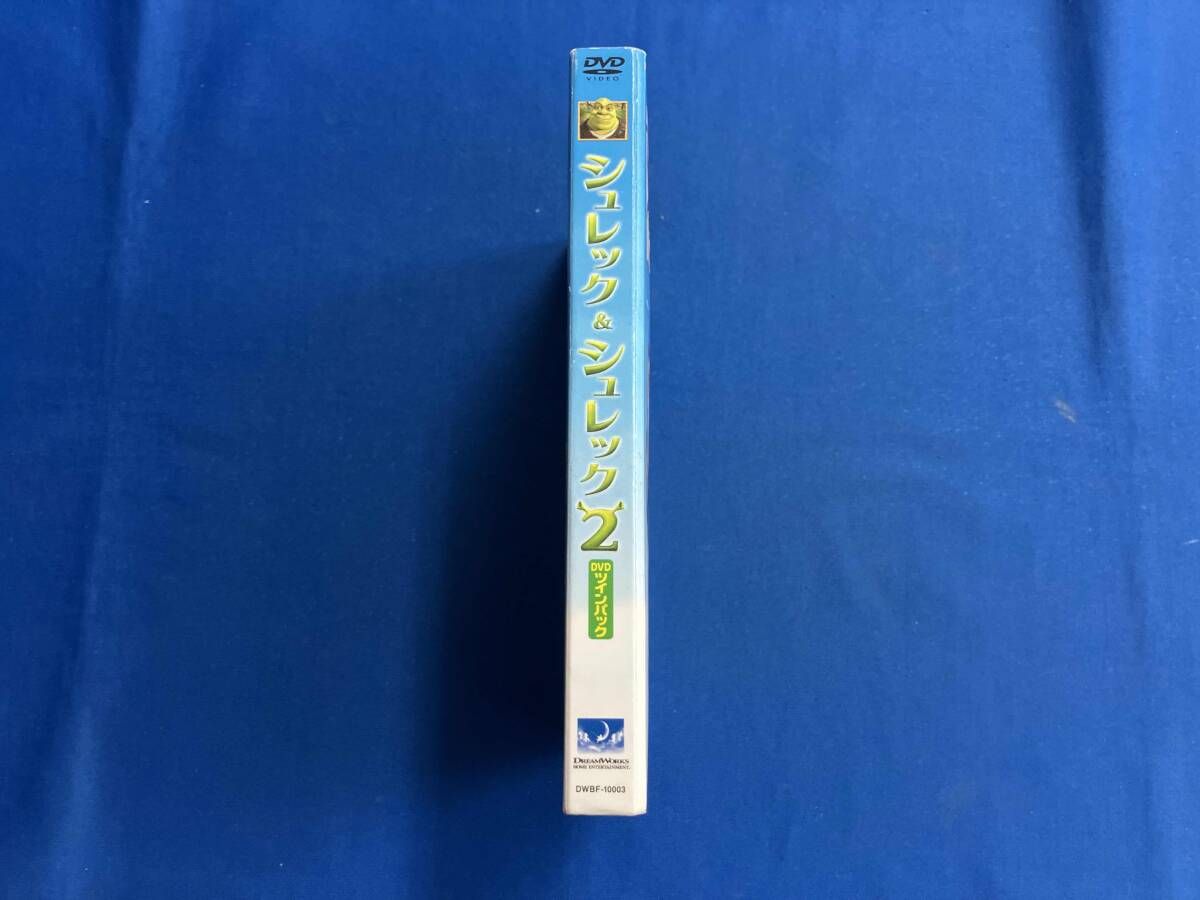 DVD
VIDEO
シュレック&シュレック2
DVD
ツインパック
DREAMWORKS
HOME ENTERTAINMENT.
DWBF-10003